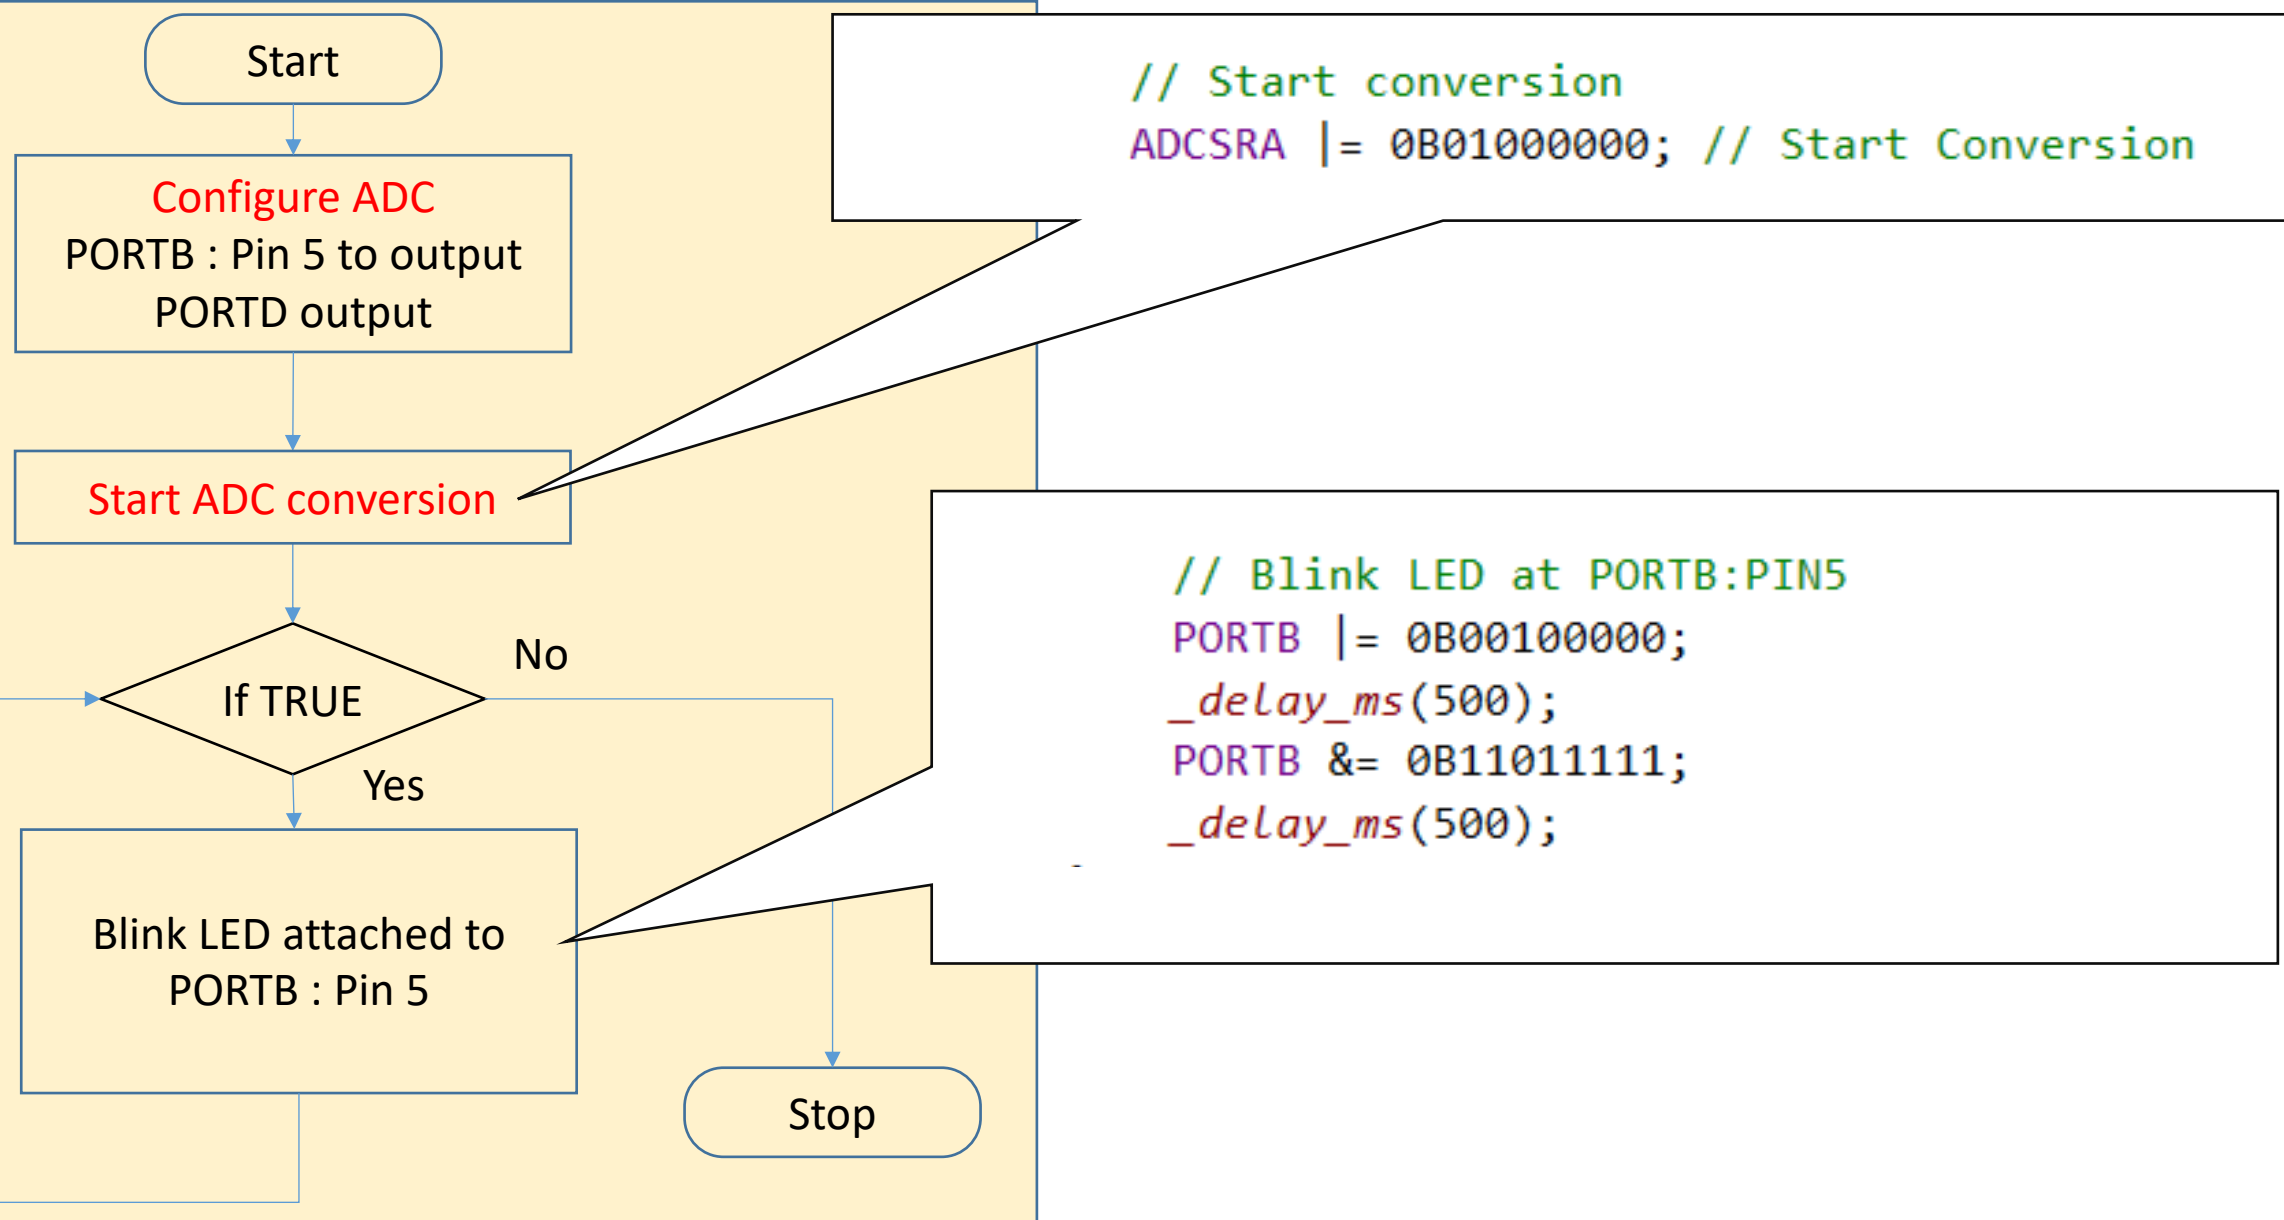 Start
Configure ADC
PORTB : Pin 5 to output
PORTD output
Start ADC conversion
If TRUE
No
Yes
Blink LED attached to
PORTB : Pin 5
Stop
// Start conversion
ADCSRA |= 0B01000000; // Start Conversion
// Blink LED at PORTB:PIN5
PORTB |= 0B00100000;
_delay_ms(500);
PORTB &= 0B11011111;
_delay_ms(500);